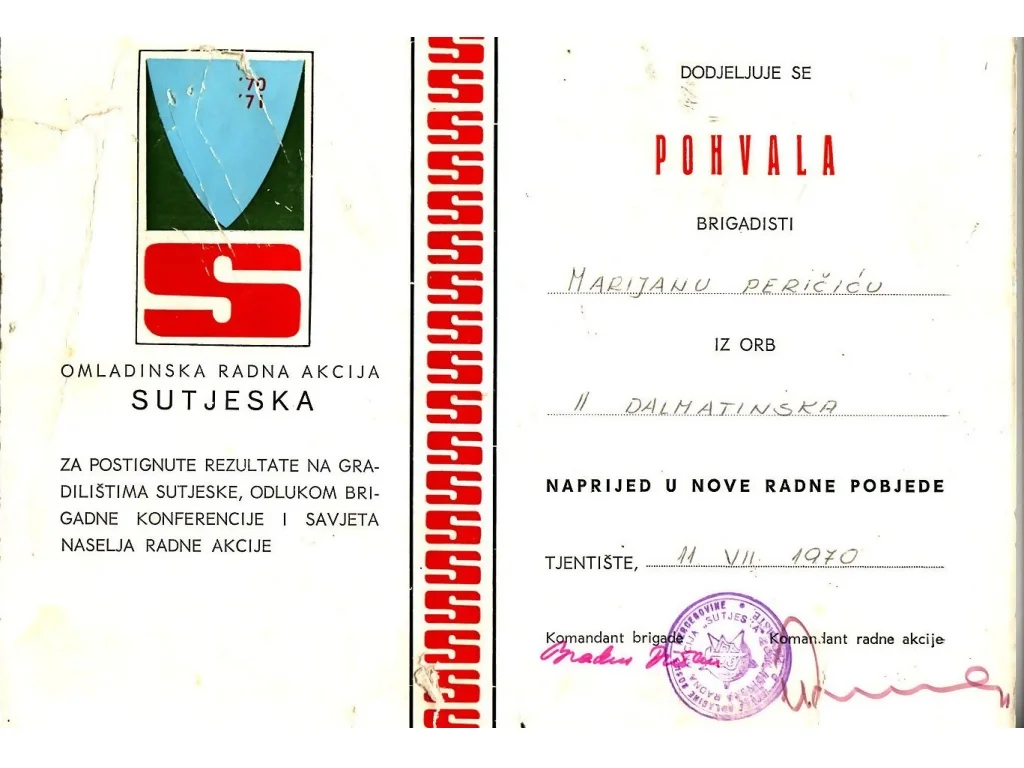 '70
'71
OMLADINSKA RADNA AKCIJA
SUTJESKA
ZA POSTIGNUTE REZULTATE NA GRA-
DILIŠTIMA SUTJESKE, ODLUKOM BRI-
GADNE KONFERENCIJE I SAVJETA
NASELJA RADNE AKCIJE
DODJELJUJE SE
POHVALA
BRIGADISTI
MARIJANU PERIČIĆU
IZ ORB
II DALMATINSKA
NAPRIJED U NOVE RADNE POBJEDE
TJENTIŠTE, 11 VII 1970
Komandant brigade
Komandant radne akcije
"SUTJESKA"